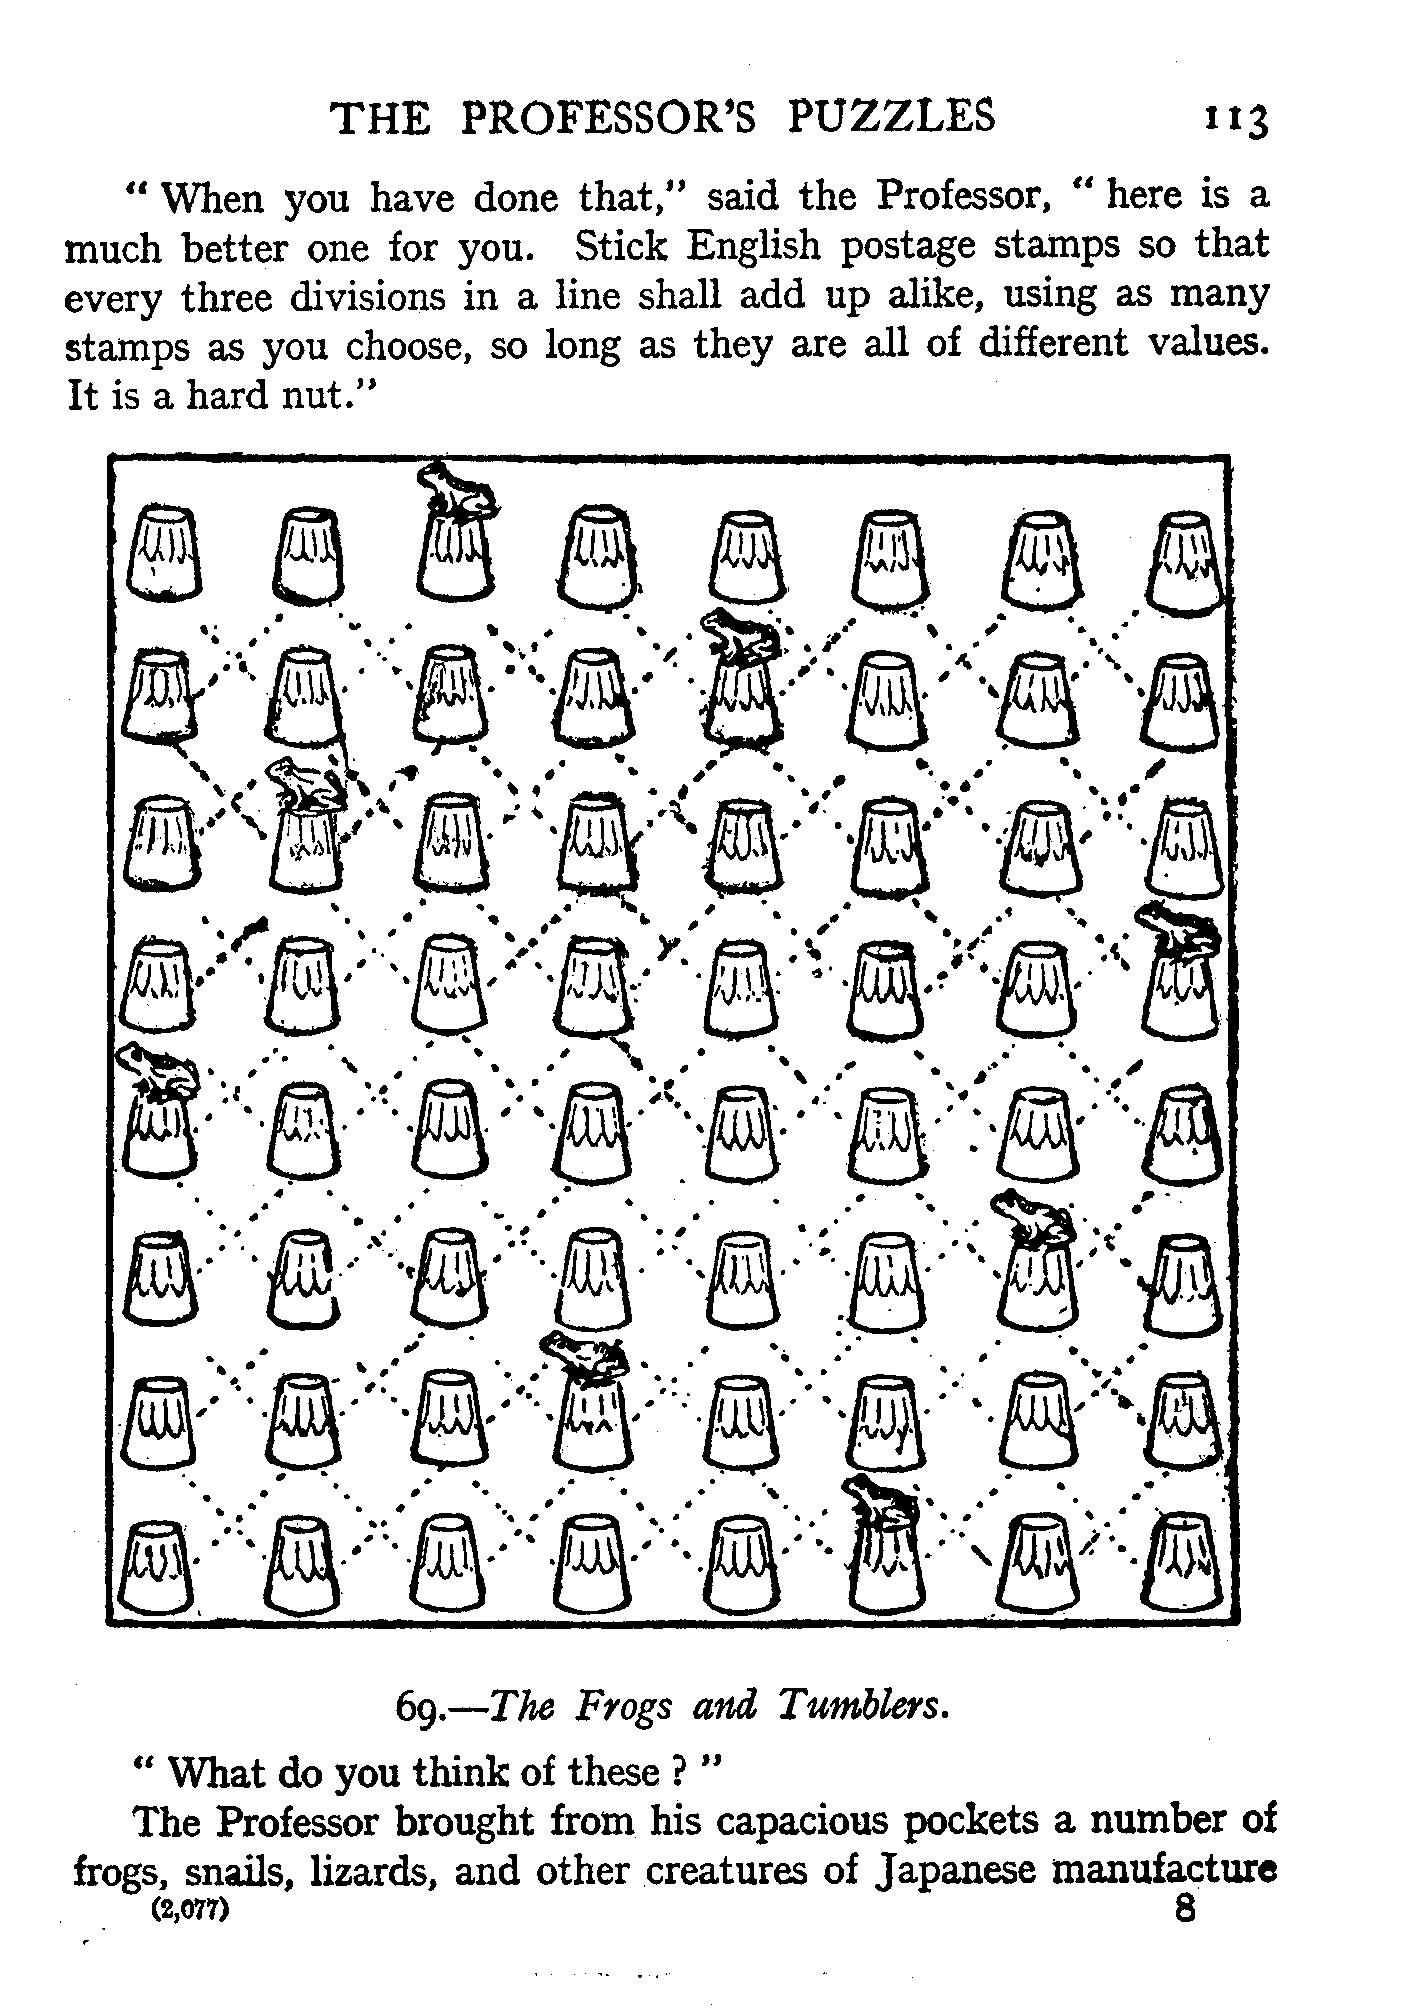 THE PROFESSOR'S PUZZLES 113
“ When you have done that,” said the Professor, “ here is a
much better one for you. Stick English postage stamps so that
every three divisions in a line shall add up alike, using as many
stamps as you choose, so long as they are all of different values.
It is a hard nut.”
69.—The Frogs and Tumblers.
“ What do you think of these ? ”
The Professor brought from his capacious pockets a number of
frogs, snails, lizards, and other creatures of Japanese manufacture
(2,077) 8